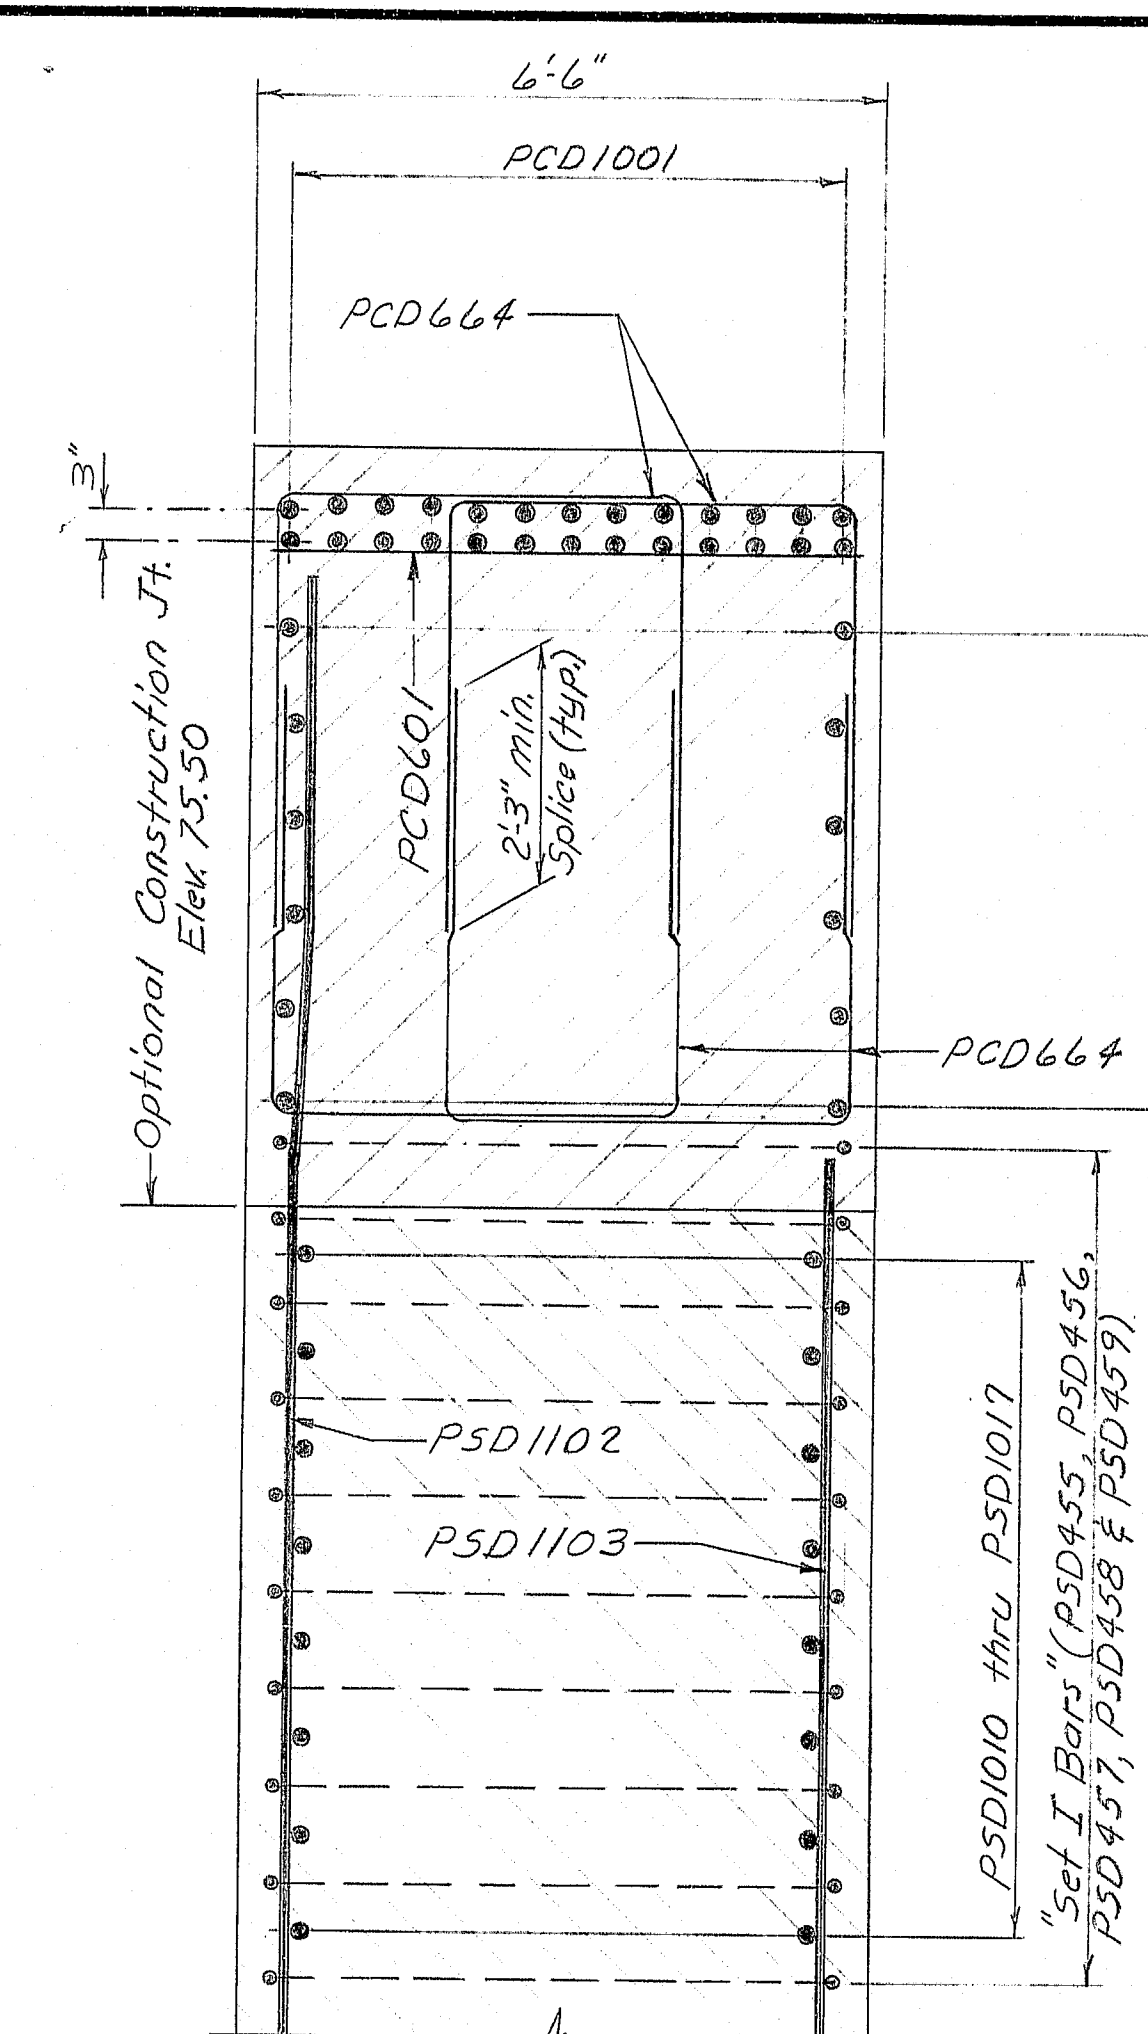 6'-6"
PCD1001
PCD664
3"
Optional Construction Jt.
Elev. 75.50
PCD601
2'-3" min.
Splice (typ.)
PCD664
PSD1102
PSD1103
PSD1010 thru PSD1017
"Set I Bars" (PSD455, PSD456,
PSD457, PSD458 & PSD459)